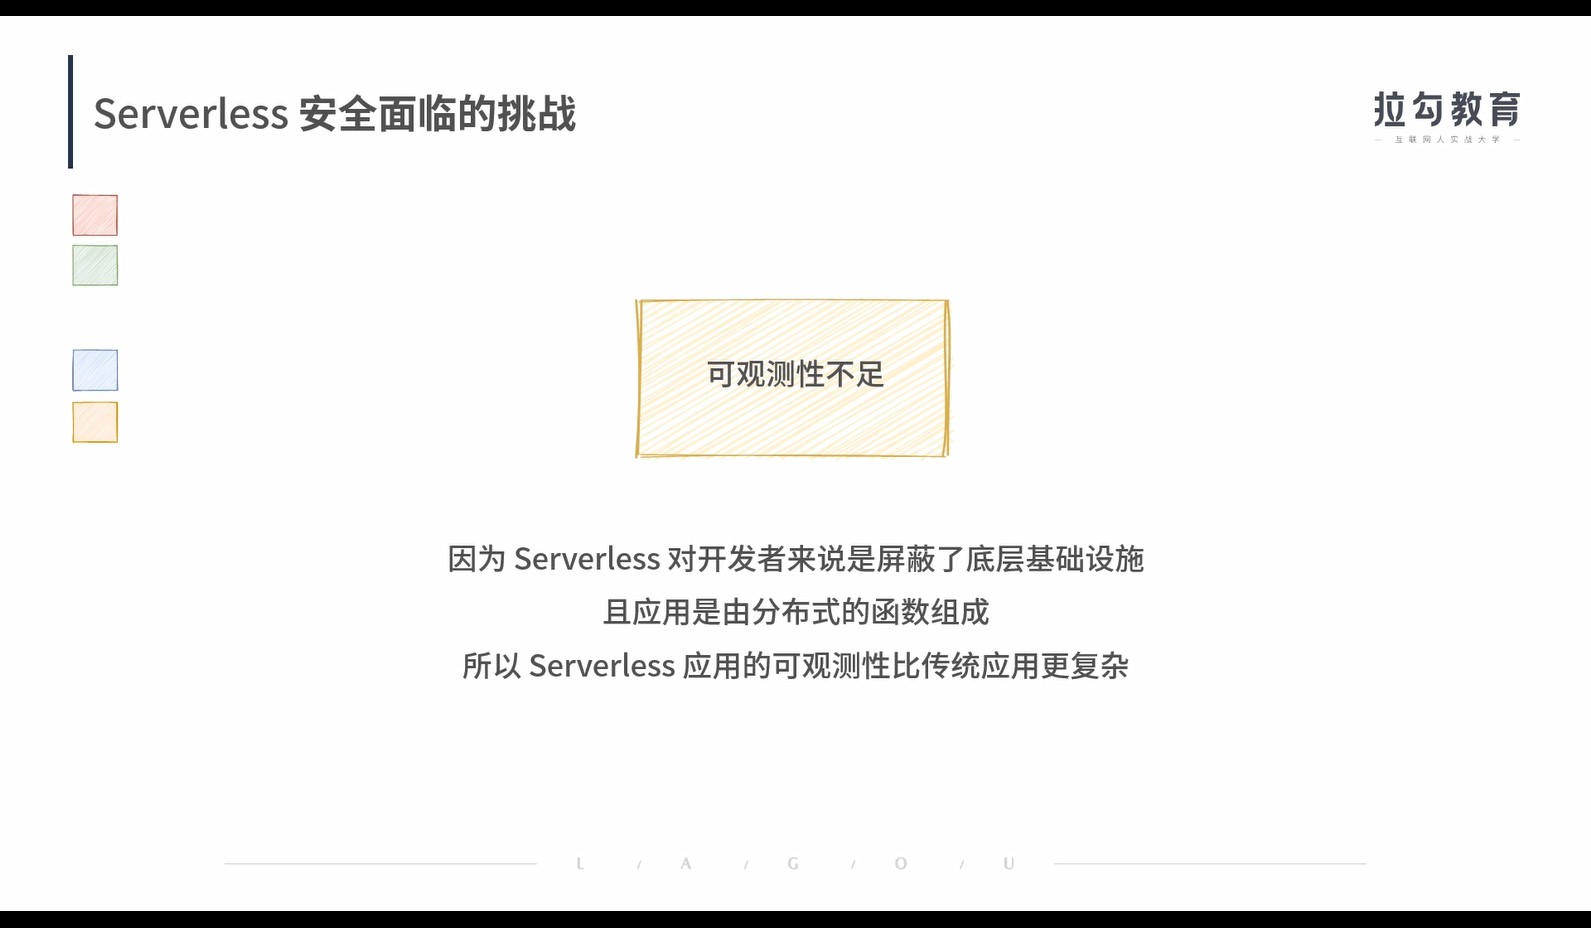 Serverless 安全面临的挑战
拉勾教育
— 互联网人实战大学 —
可观测性不足
因为 Serverless 对开发者来说是屏蔽了底层基础设施
且应用是由分布式的函数组成
所以 Serverless 应用的可观测性比传统应用更复杂
L / A / G / O / U